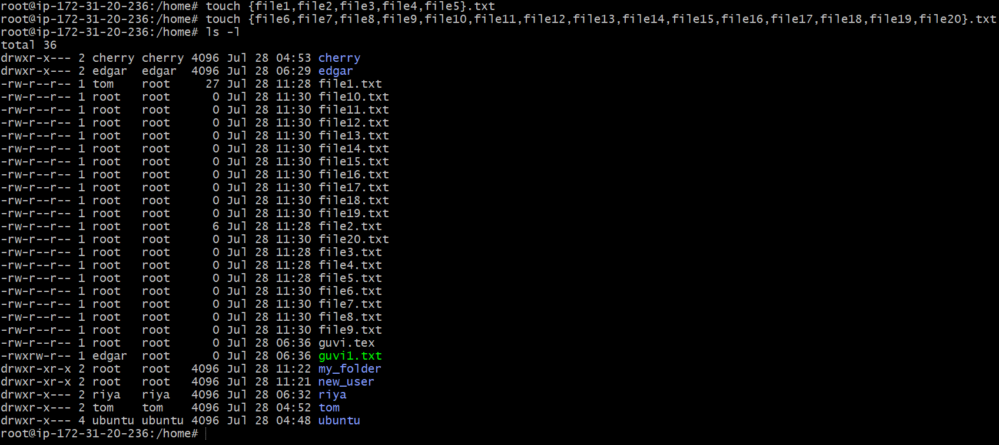 root@ip-172-31-20-236:/home# touch {file1,file2,file3,file4,file5}.txt
root@ip-172-31-20-236:/home# touch {file6,file7,file8,file9,file10,file11,file12,file13,file14,file15,file16,file17,file18,file19,file20}.txt
root@ip-172-31-20-236:/home# ls -l
total 36
drwxr-x--- 2 cherry cherry 4096 Jul 28 04:53 cherry
drwxr-x--- 2 edgar  edgar  4096 Jul 28 06:29 edgar
-rw-r--r-- 1 tom    root     27 Jul 28 11:28 file1.txt
-rw-r--r-- 1 root   root      0 Jul 28 11:30 file10.txt
-rw-r--r-- 1 root   root      0 Jul 28 11:30 file11.txt
-rw-r--r-- 1 root   root      0 Jul 28 11:30 file12.txt
-rw-r--r-- 1 root   root      0 Jul 28 11:30 file13.txt
-rw-r--r-- 1 root   root      0 Jul 28 11:30 file14.txt
-rw-r--r-- 1 root   root      0 Jul 28 11:30 file15.txt
-rw-r--r-- 1 root   root      0 Jul 28 11:30 file16.txt
-rw-r--r-- 1 root   root      0 Jul 28 11:30 file17.txt
-rw-r--r-- 1 root   root      0 Jul 28 11:30 file18.txt
-rw-r--r-- 1 root   root      0 Jul 28 11:30 file19.txt
-rw-r--r-- 1 root   root      6 Jul 28 11:28 file2.txt
-rw-r--r-- 1 root   root      0 Jul 28 11:30 file20.txt
-rw-r--r-- 1 root   root      0 Jul 28 11:28 file3.txt
-rw-r--r-- 1 root   root      0 Jul 28 11:28 file4.txt
-rw-r--r-- 1 root   root      0 Jul 28 11:28 file5.txt
-rw-r--r-- 1 root   root      0 Jul 28 11:30 file6.txt
-rw-r--r-- 1 root   root      0 Jul 28 11:30 file7.txt
-rw-r--r-- 1 root   root      0 Jul 28 11:30 file8.txt
-rw-r--r-- 1 root   root      0 Jul 28 11:30 file9.txt
-rw-r--r-- 1 root   root      0 Jul 28 06:36 guvi.tex
-rwxrw-r-- 1 edgar  root      0 Jul 28 06:36 guvi1.txt
drwxr-xr-x 2 root   root   4096 Jul 28 11:22 my_folder
drwxr-xr-x 2 root   root   4096 Jul 28 11:21 new_user
drwxr-x--- 2 riya   riya   4096 Jul 28 06:32 riya
drwxr-x--- 2 tom    tom    4096 Jul 28 04:52 tom
drwxr-x--- 4 ubuntu ubuntu 4096 Jul 28 04:48 ubuntu
root@ip-172-31-20-236:/home#